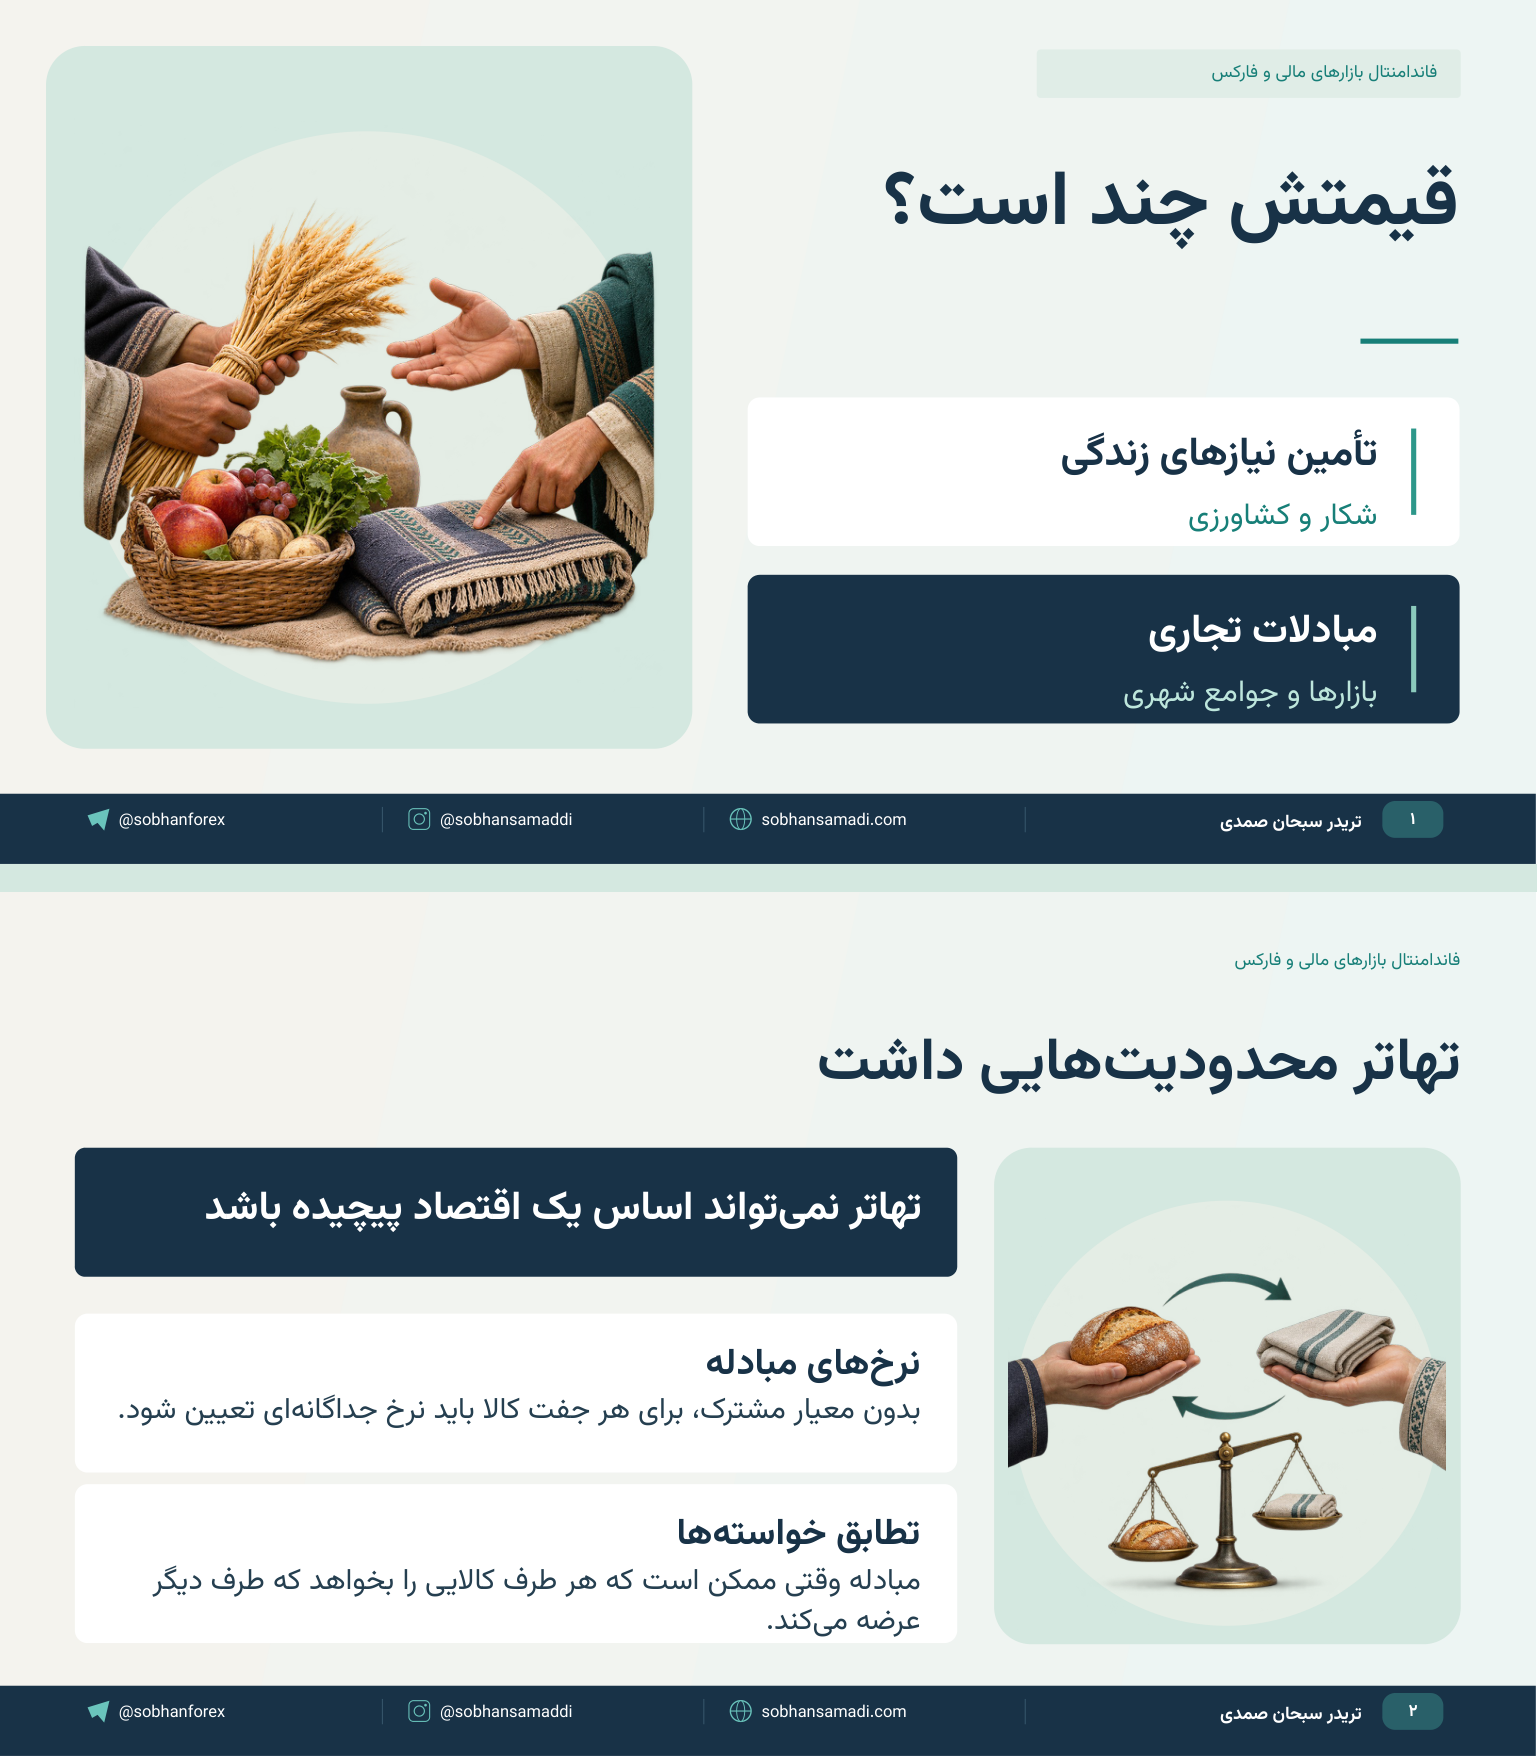 فاندامنتال بازارهای مالی و فارکس
قیمتش چند است؟
تأمین نیازهای زندگی
شکار و کشاورزی
مبادلات تجاری
بازارها و جوامع شهری
۱
تریدر سبحان صمدی
sobhansamadi.com
@sobhansamaddi
@sobhanforex
فاندامنتال بازارهای مالی و فارکس
تهاتر محدودیت‌هایی داشت
تهاتر نمی‌تواند اساس یک اقتصاد پیچیده باشد
نرخ‌های مبادله
بدون معیار مشترک، برای هر جفت کالا باید نرخ جداگانه‌ای تعیین شود.
تطابق خواسته‌ها
مبادله وقتی ممکن است که هر طرف کالایی را بخواهد که طرف دیگر
عرضه می‌کند.
۲
تریدر سبحان صمدی
sobhansamadi.com
@sobhansamaddi
@sobhanforex